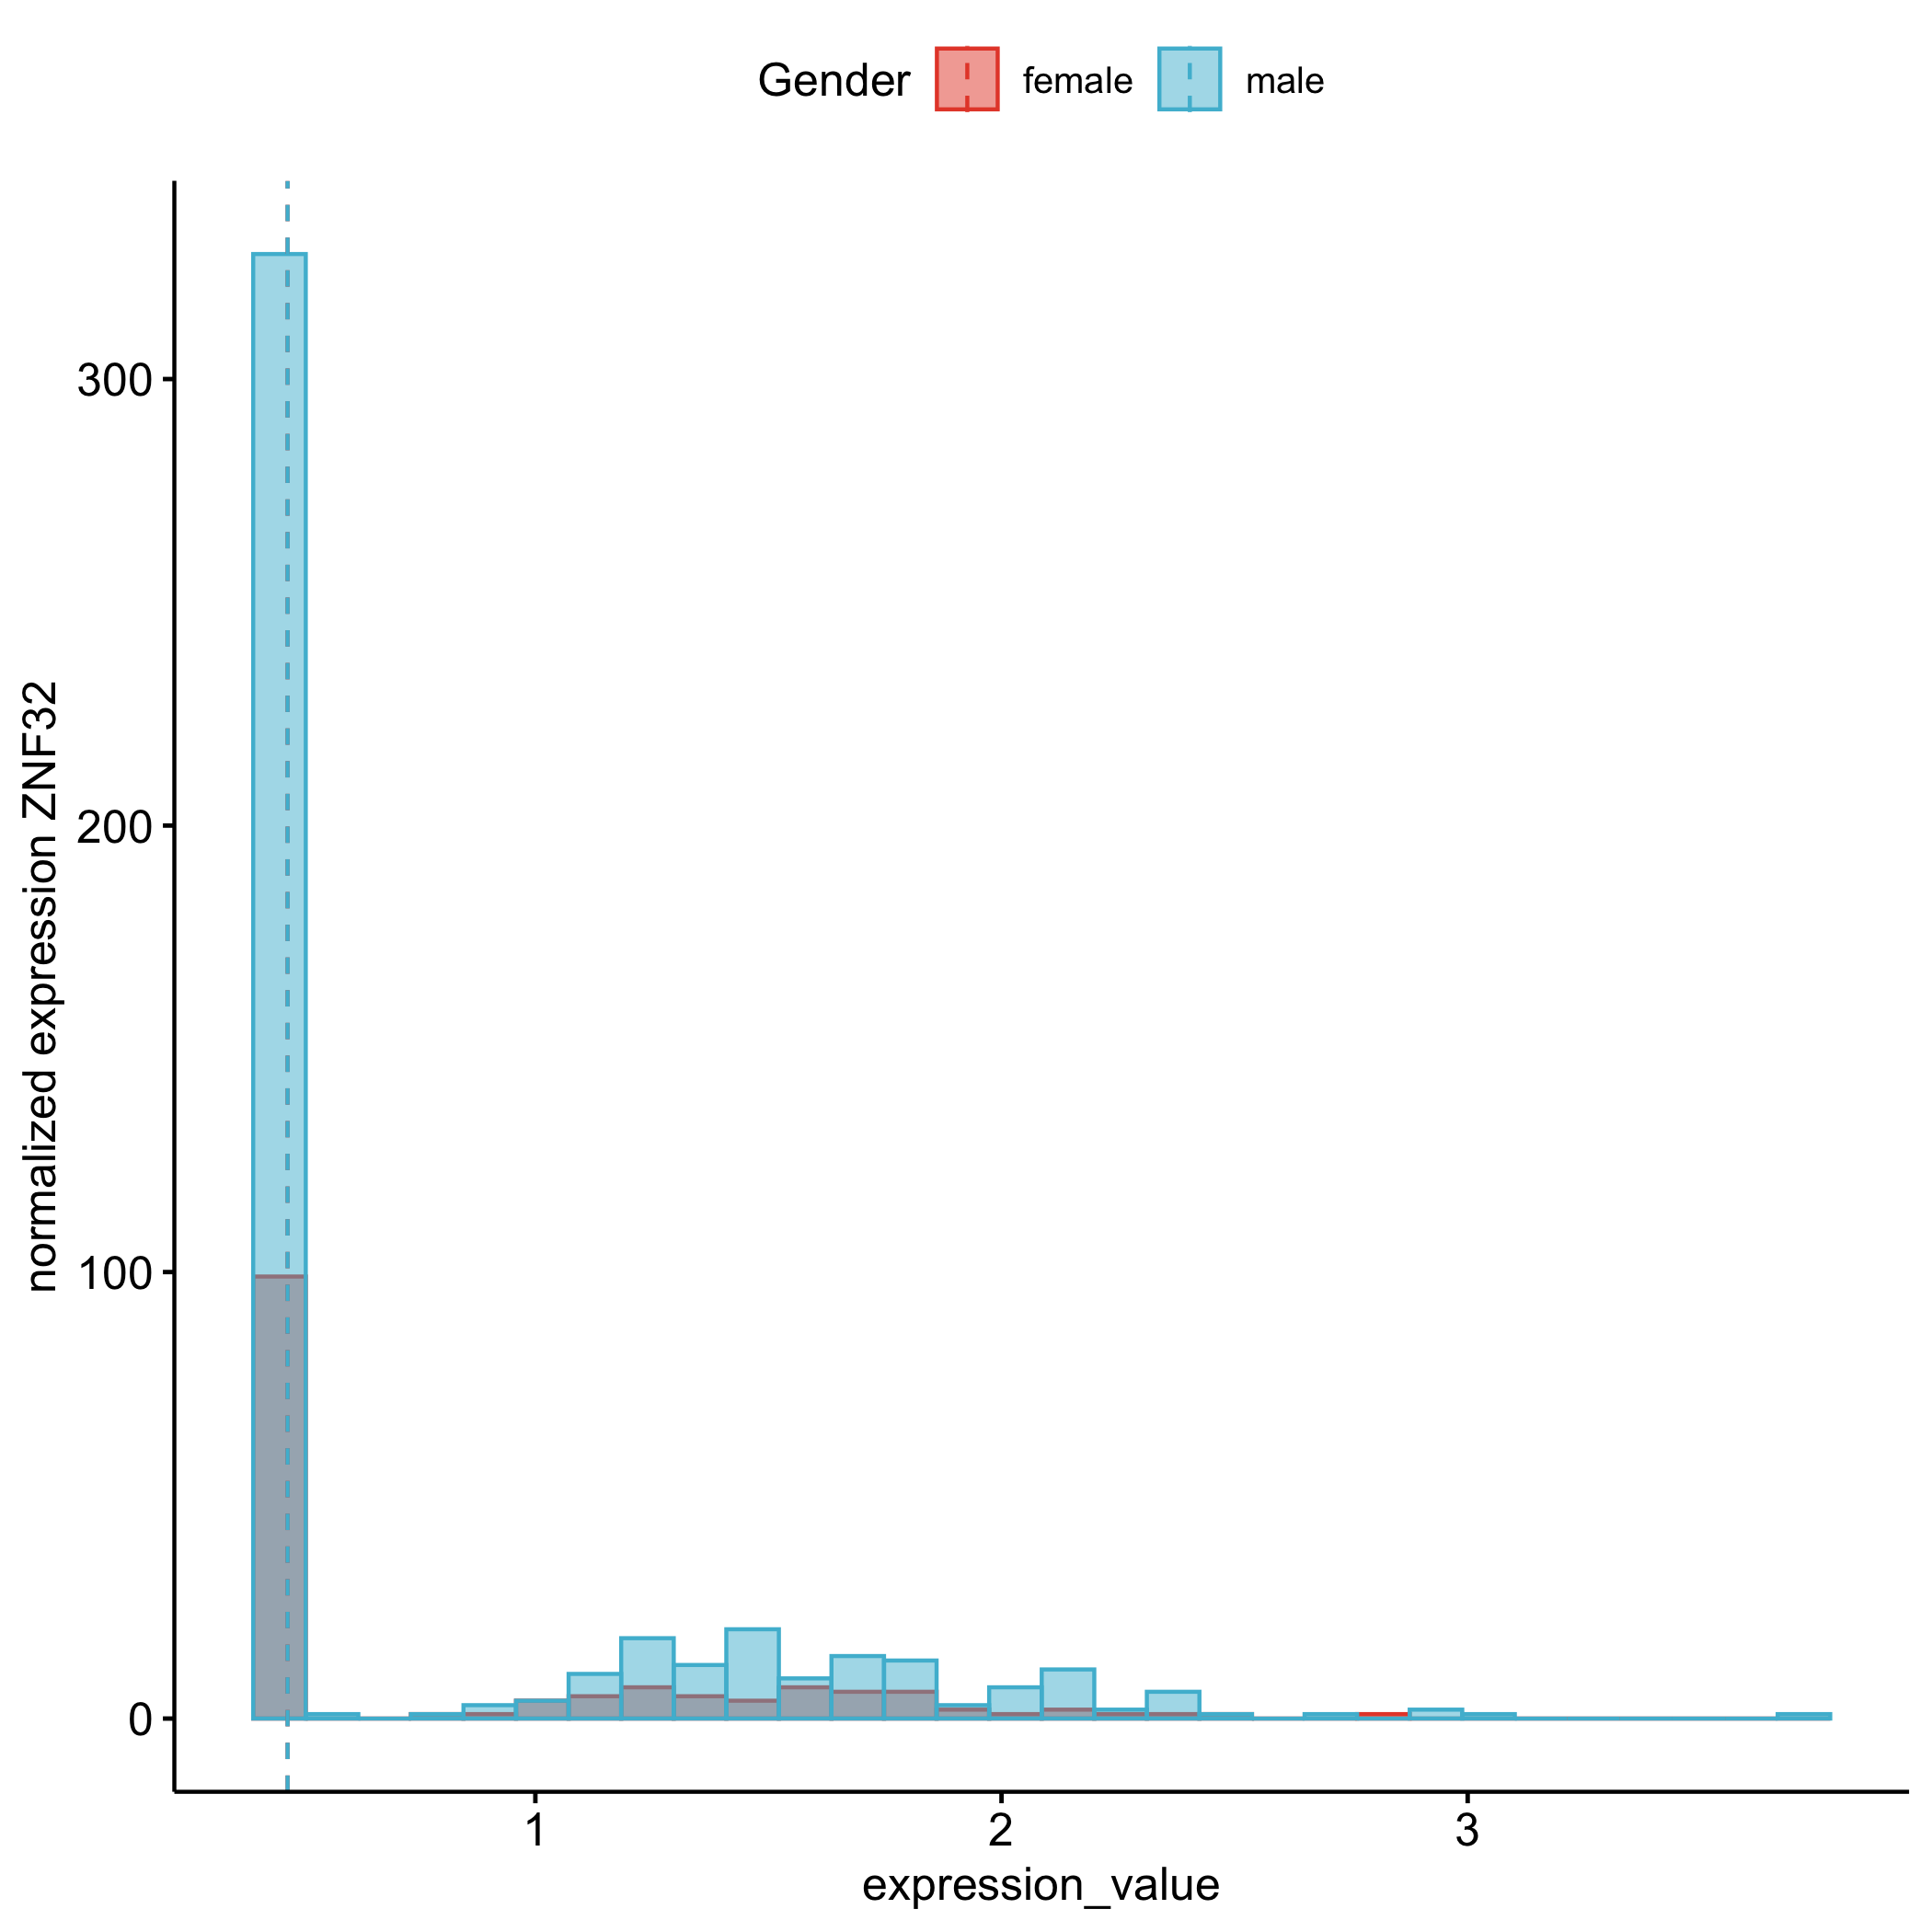 Gender female male
normalized expression ZNF32
300
200
100
0
1 2 3
expression_value